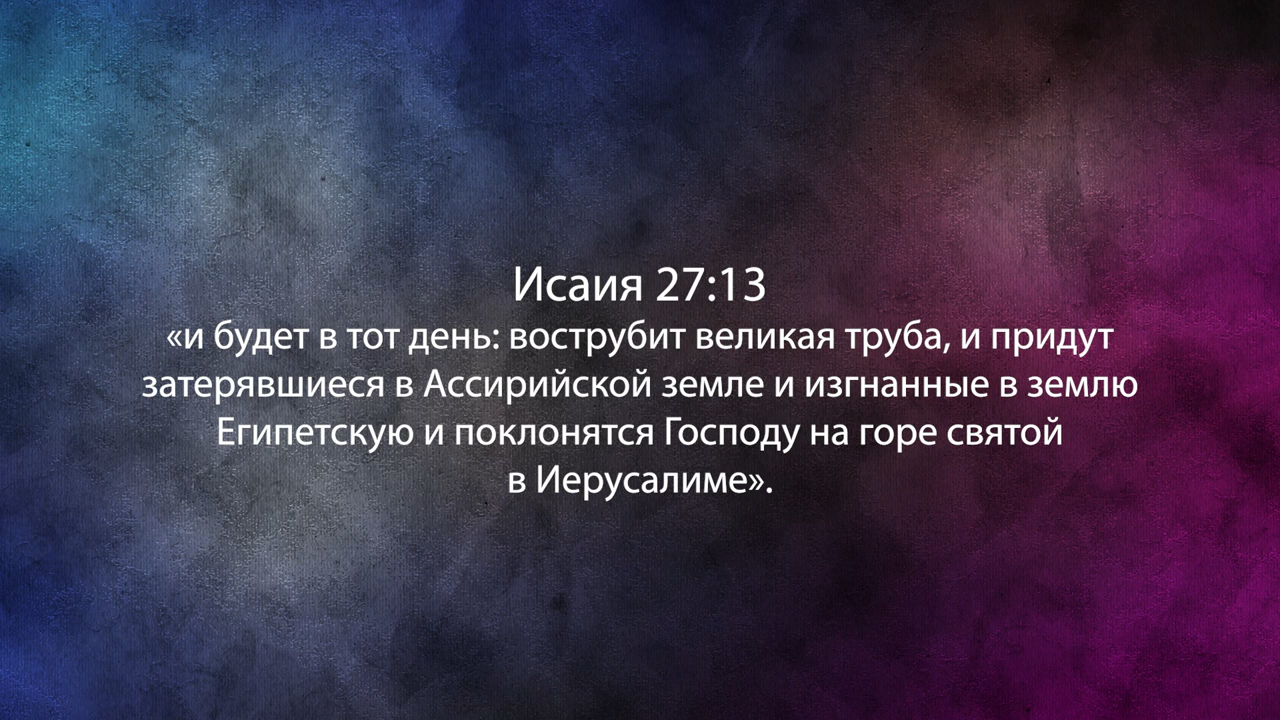 Исаия 27:13
«и будет в тот день: вострубит великая труба, и придут
затерявшиеся в Ассирийской земле и изгнанные в землю
Египетскую и поклонятся Господу на горе святой
в Иерусалиме».